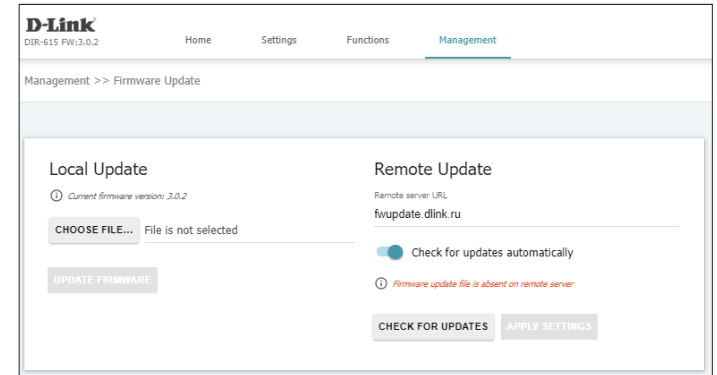 D-Link
DIR-615 FW:3.0.2
Home Settings Functions Management
Management >> Firmware Update
Local Update
Current firmware version: 3.0.2
CHOOSE FILE... File is not selected
UPDATE FIRMWARE
Remote Update
Remote server URL
fwupdate.dlink.ru
Check for updates automatically
Firmware update file is absent on remote server
CHECK FOR UPDATES APPLY SETTINGS